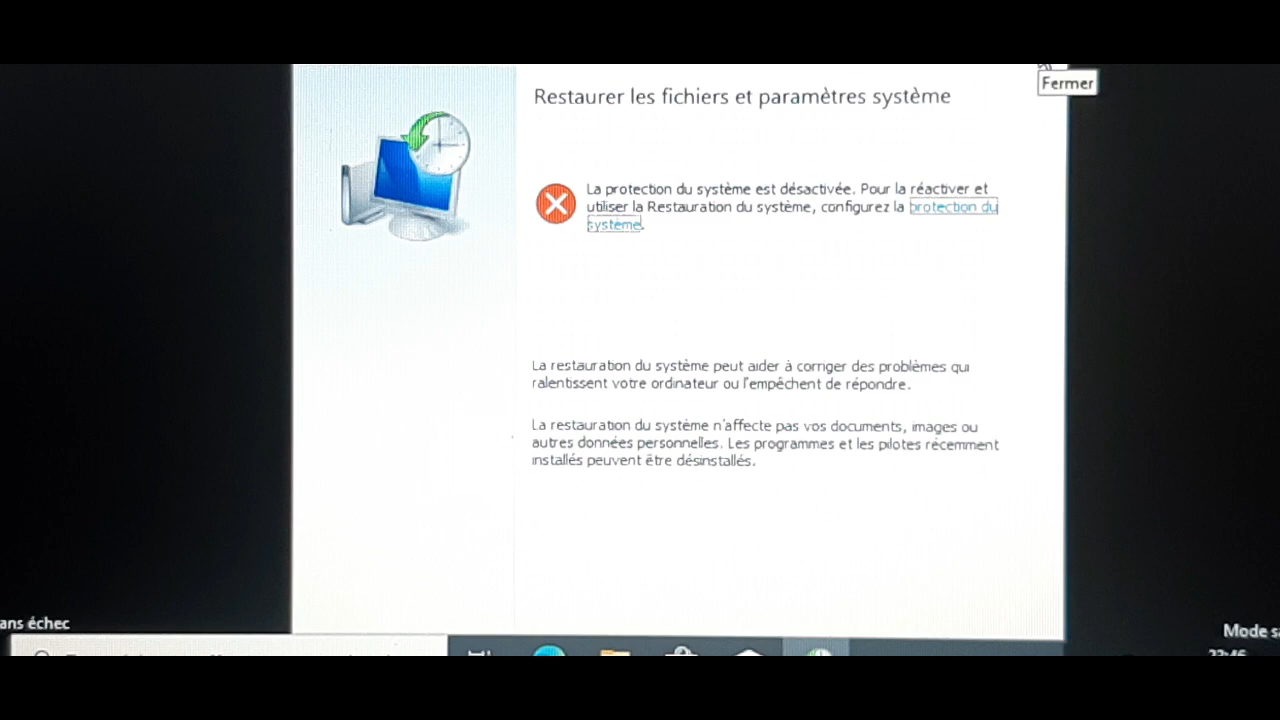 Fermer
Restaurer les fichiers et paramètres système
La protection du système est désactivée. Pour la réactiver et
utiliser la Restauration du système, configurez la protection du
système.
La restauration du système peut aider à corriger des problèmes qui
ralentissent votre ordinateur ou l'empêchent de répondre.
La restauration du système n'affecte pas vos documents, images ou
autres données personnelles. Les programmes et les pilotes récemment
installés peuvent être désinstallés.
ans échec
Mode sa